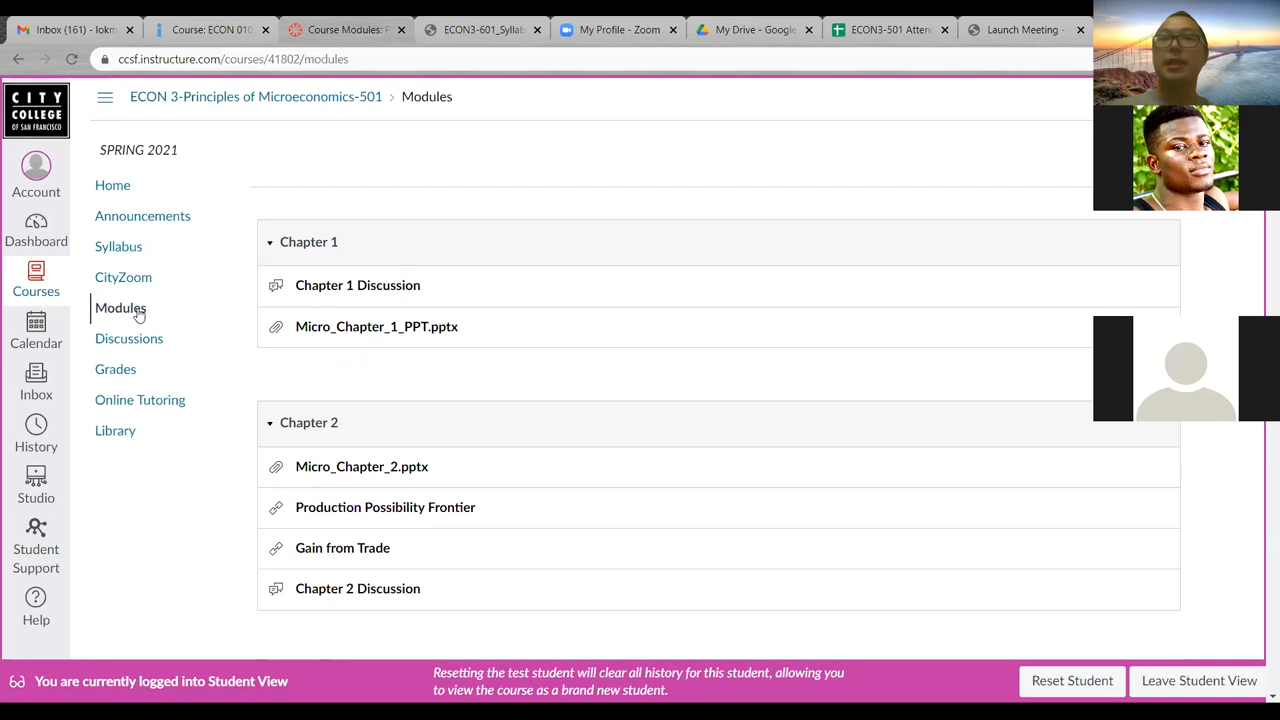 Inbox (161) - lokm
Course: ECON 010
Course Modules: P
ECON3-601_Syllab
My Profile - Zoom
My Drive - Google
ECON3-501 Atten
Launch Meeting -
ccsf.instructure.com/courses/41802/modules
CITY
COLLEGE
OF SAN FRANCISCO
ECON 3-Principles of Microeconomics-501 > Modules
Account
Dashboard
Courses
Calendar
Inbox
History
Studio
Student
Support
Help
SPRING 2021
Home
Announcements
Syllabus
CityZoom
Modules
Discussions
Grades
Online Tutoring
Library
Chapter 1
Chapter 1 Discussion
Micro_Chapter_1_PPT.pptx
Chapter 2
Micro_Chapter_2.pptx
Production Possibility Frontier
Gain from Trade
Chapter 2 Discussion
You are currently logged into Student View
Resetting the test student will clear all history for this student, allowing you
to view the course as a brand new student.
Reset Student
Leave Student View